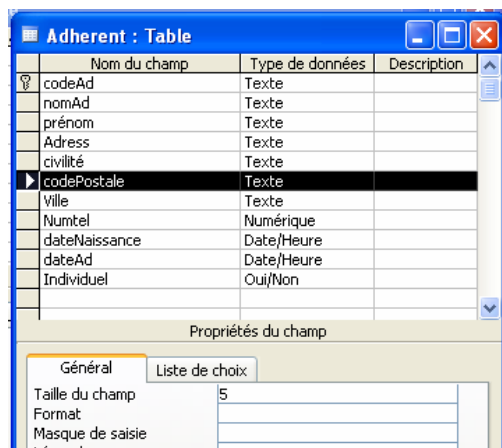 Adherent : Table
Nom du champ Type de données Description
codeAd Texte
nomAd Texte
prénom Texte
Adress Texte
civilité Texte
codePostale Texte
Ville Texte
Numtel Numérique
dateNaissance Date/Heure
dateAd Date/Heure
Individuel Oui/Non
Propriétés du champ
Général Liste de choix
Taille du champ 5
Format
Masque de saisie